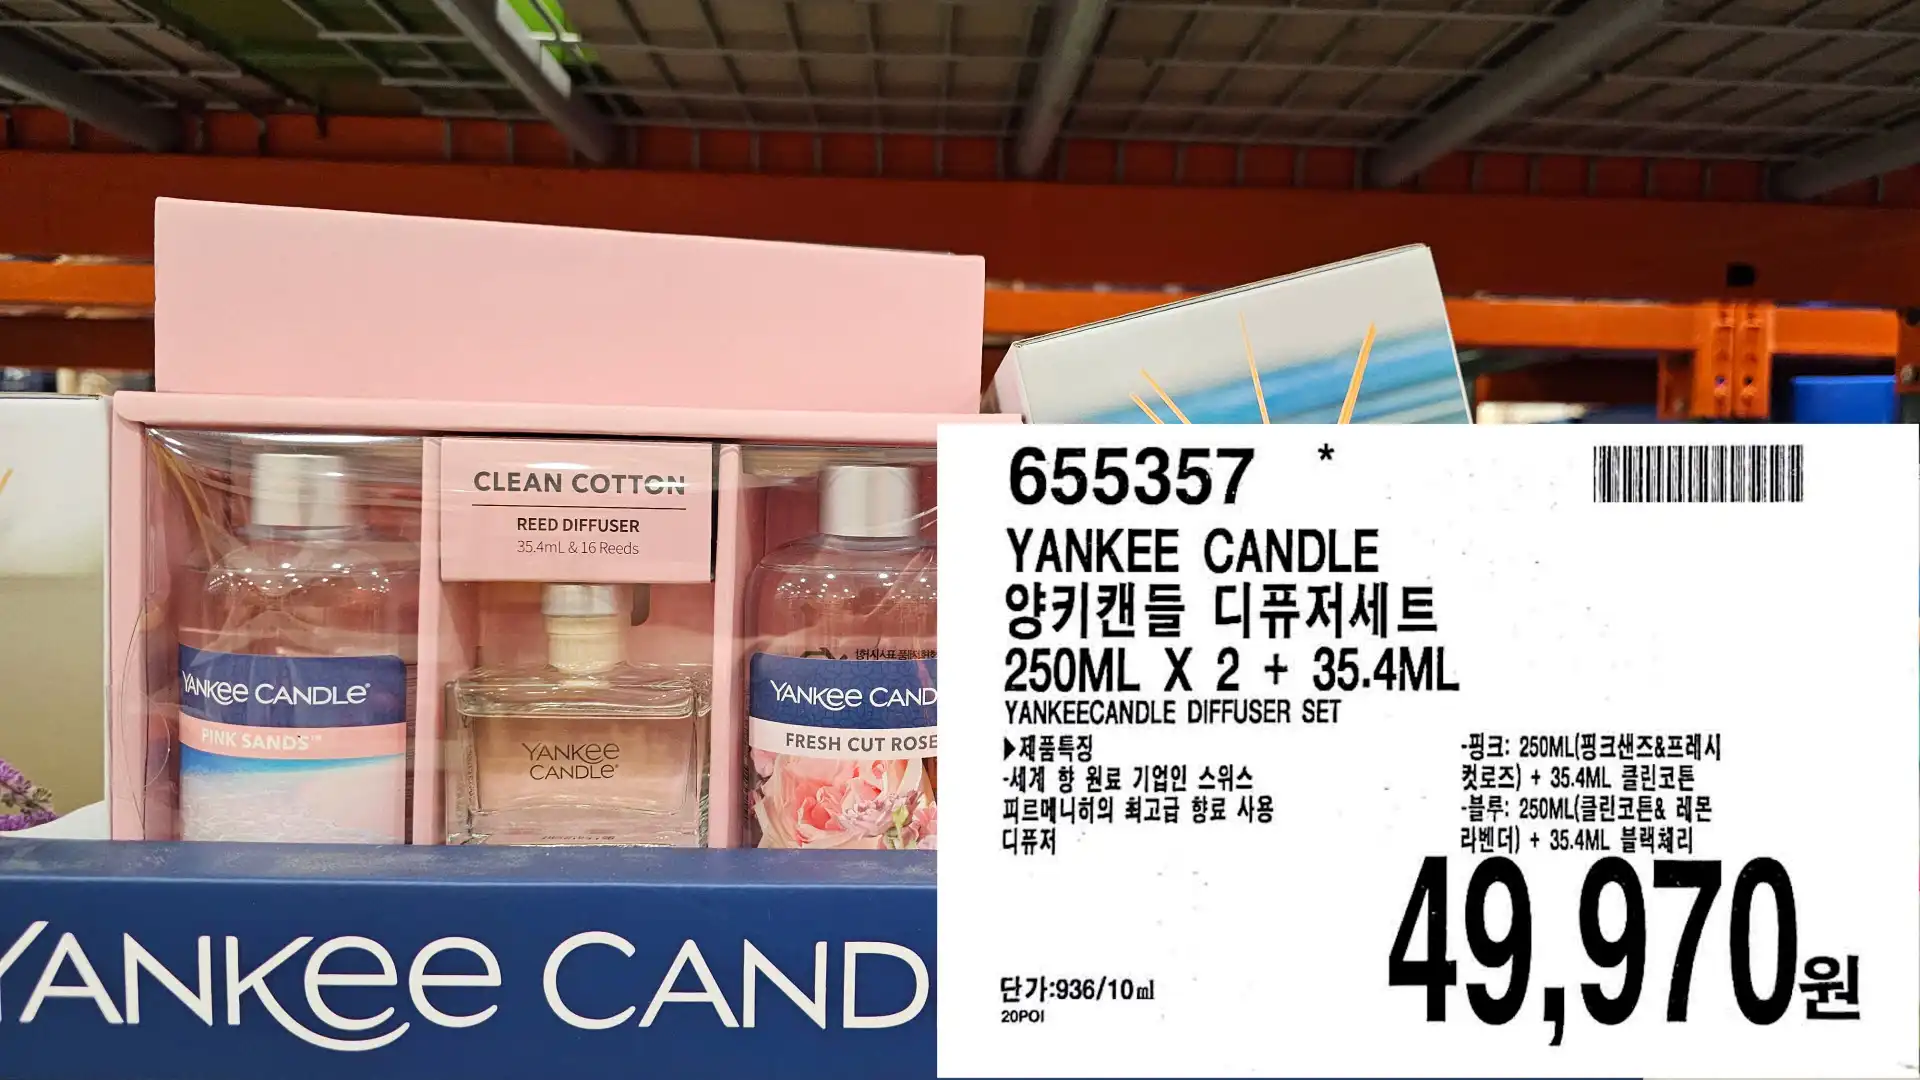 CLEAN COTTON
REED DIFFUSER
35.4mL & 16 Reeds
YANKEE CANDLE®
PINK SANDS™
YANKEE
CANDLE®
YANKEE CAND
FRESH CUT ROSE
YANKEE CAND
655357 *
YANKEE CANDLE
양키캔들 디퓨저세트
250ML X 2 + 35.4ML
YANKEECANDLE DIFFUSER SET
▶제품특징
-세계 향 원료 기업인 스위스
피르메니히의 최고급 향료 사용
디퓨저
-핑크: 250ML(핑크샌즈&프레시
컷로즈) + 35.4ML 클린코튼
-블루: 250ML(클린코튼& 레몬
라벤더) + 35.4ML 블랙체리
49,970원
단가:936/10㎖
20POI